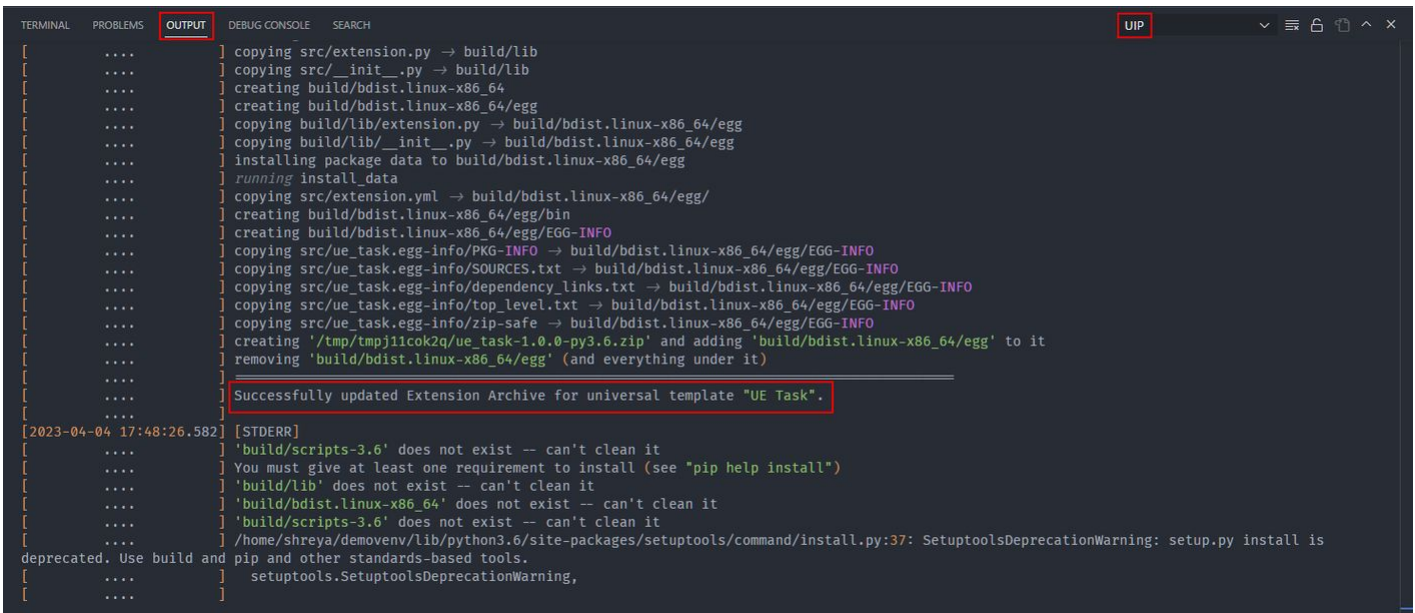 TERMINAL PROBLEMS OUTPUT DEBUG CONSOLE SEARCH UIP
[ .... ] copying src/extension.py → build/lib
[ .... ] copying src/__init__.py → build/lib
[ .... ] creating build/bdist.linux-x86_64
[ .... ] creating build/bdist.linux-x86_64/egg
[ .... ] copying build/lib/extension.py → build/bdist.linux-x86_64/egg
[ .... ] copying build/lib/__init__.py → build/bdist.linux-x86_64/egg
[ .... ] installing package data to build/bdist.linux-x86_64/egg
[ .... ] running install_data
[ .... ] copying src/extension.yml → build/bdist.linux-x86_64/egg/
[ .... ] creating build/bdist.linux-x86_64/egg/bin
[ .... ] creating build/bdist.linux-x86_64/egg/EGG-INFO
[ .... ] copying src/ue_task.egg-info/PKG-INFO → build/bdist.linux-x86_64/egg/EGG-INFO
[ .... ] copying src/ue_task.egg-info/SOURCES.txt → build/bdist.linux-x86_64/egg/EGG-INFO
[ .... ] copying src/ue_task.egg-info/dependency_links.txt → build/bdist.linux-x86_64/egg/EGG-INFO
[ .... ] copying src/ue_task.egg-info/top_level.txt → build/bdist.linux-x86_64/egg/EGG-INFO
[ .... ] copying src/ue_task.egg-info/zip-safe → build/bdist.linux-x86_64/egg/EGG-INFO
[ .... ] creating '/tmp/tmpj11cok2q/ue_task-1.0.0-py3.6.zip' and adding 'build/bdist.linux-x86_64/egg' to it
[ .... ] removing 'build/bdist.linux-x86_64/egg' (and everything under it)
[ .... ] ==========================================================================================
[ .... ] Successfully updated Extension Archive for universal template "UE Task".
[ .... ]
[2023-04-04 17:48:26.582] [STDERR]
[ .... ] 'build/scripts-3.6' does not exist -- can't clean it
[ .... ] You must give at least one requirement to install (see "pip help install")
[ .... ] 'build/lib' does not exist -- can't clean it
[ .... ] 'build/bdist.linux-x86_64' does not exist -- can't clean it
[ .... ] 'build/scripts-3.6' does not exist -- can't clean it
[ .... ] /home/shreya/demovenv/lib/python3.6/site-packages/setuptools/command/install.py:37: SetuptoolsDeprecationWarning: setup.py install is
deprecated. Use build and pip and other standards-based tools.
[ .... ] setuptools.SetuptoolsDeprecationWarning,
[ .... ]